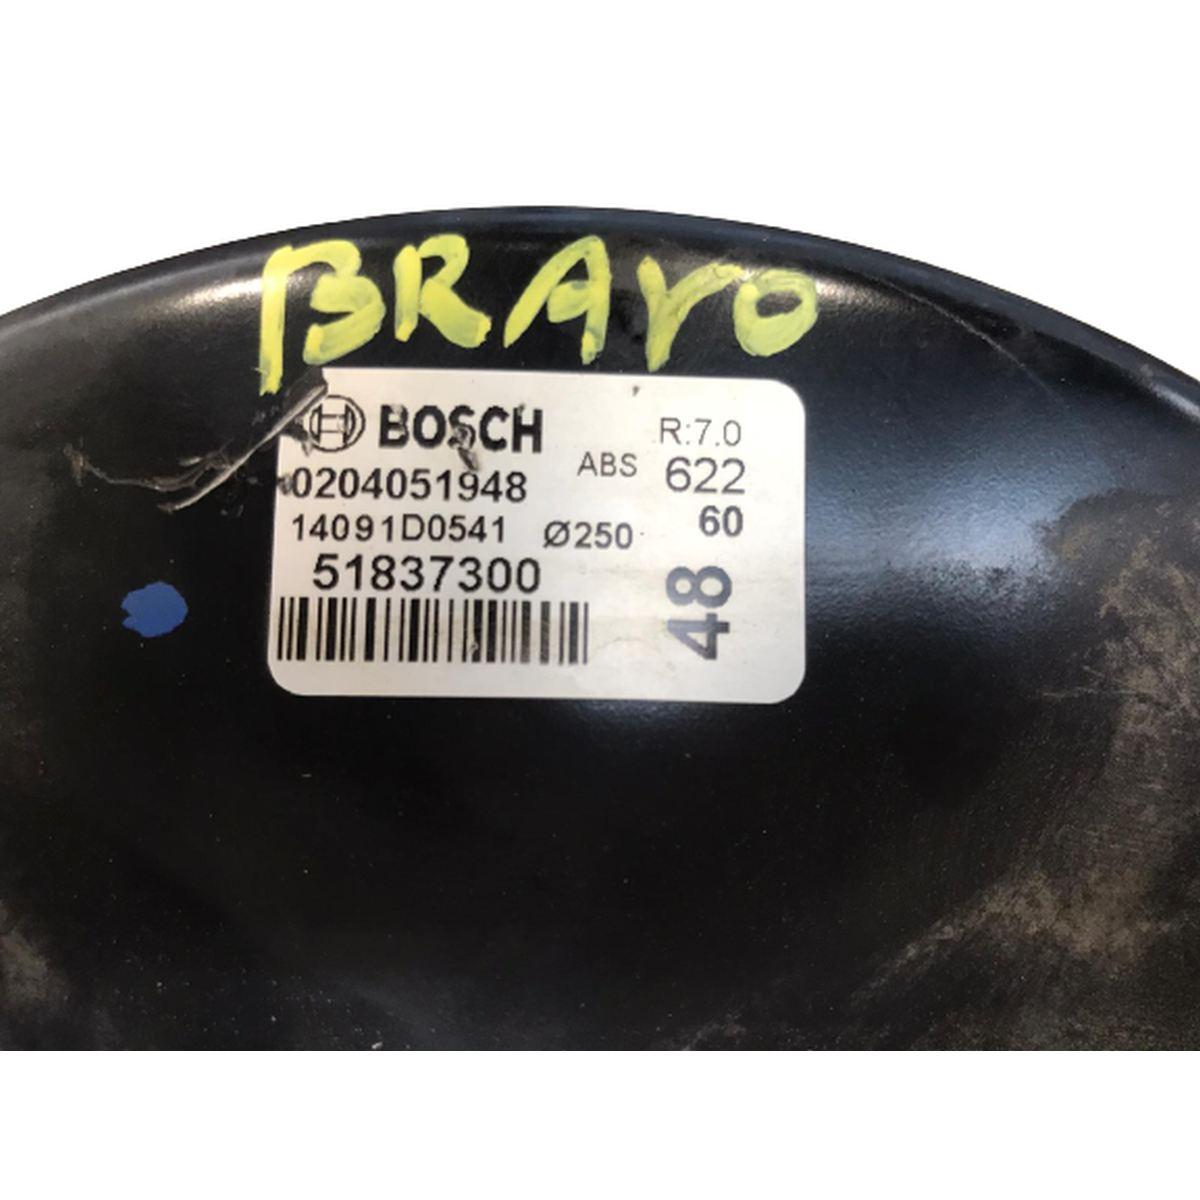 BRAVO
BOSCH
R:7.0
0204051948
ABS 622
14091D0541 Ø250 60
51837300
48